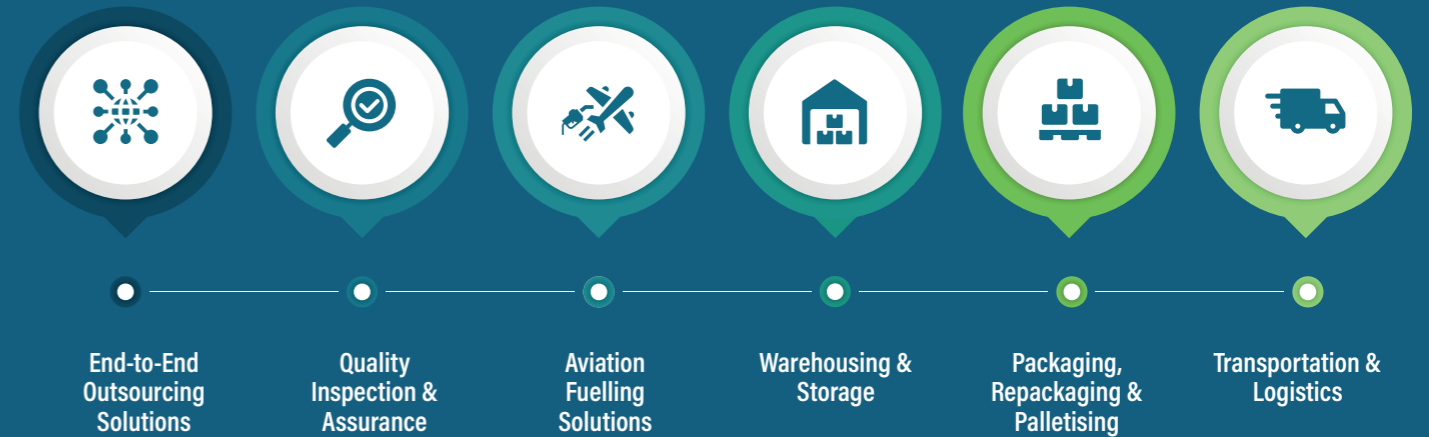 End-to-End
Outsourcing
Solutions
Quality
Inspection &
Assurance
Aviation
Fuelling
Solutions
Warehousing &
Storage
Packaging,
Repackaging &
Palletising
Transportation &
Logistics